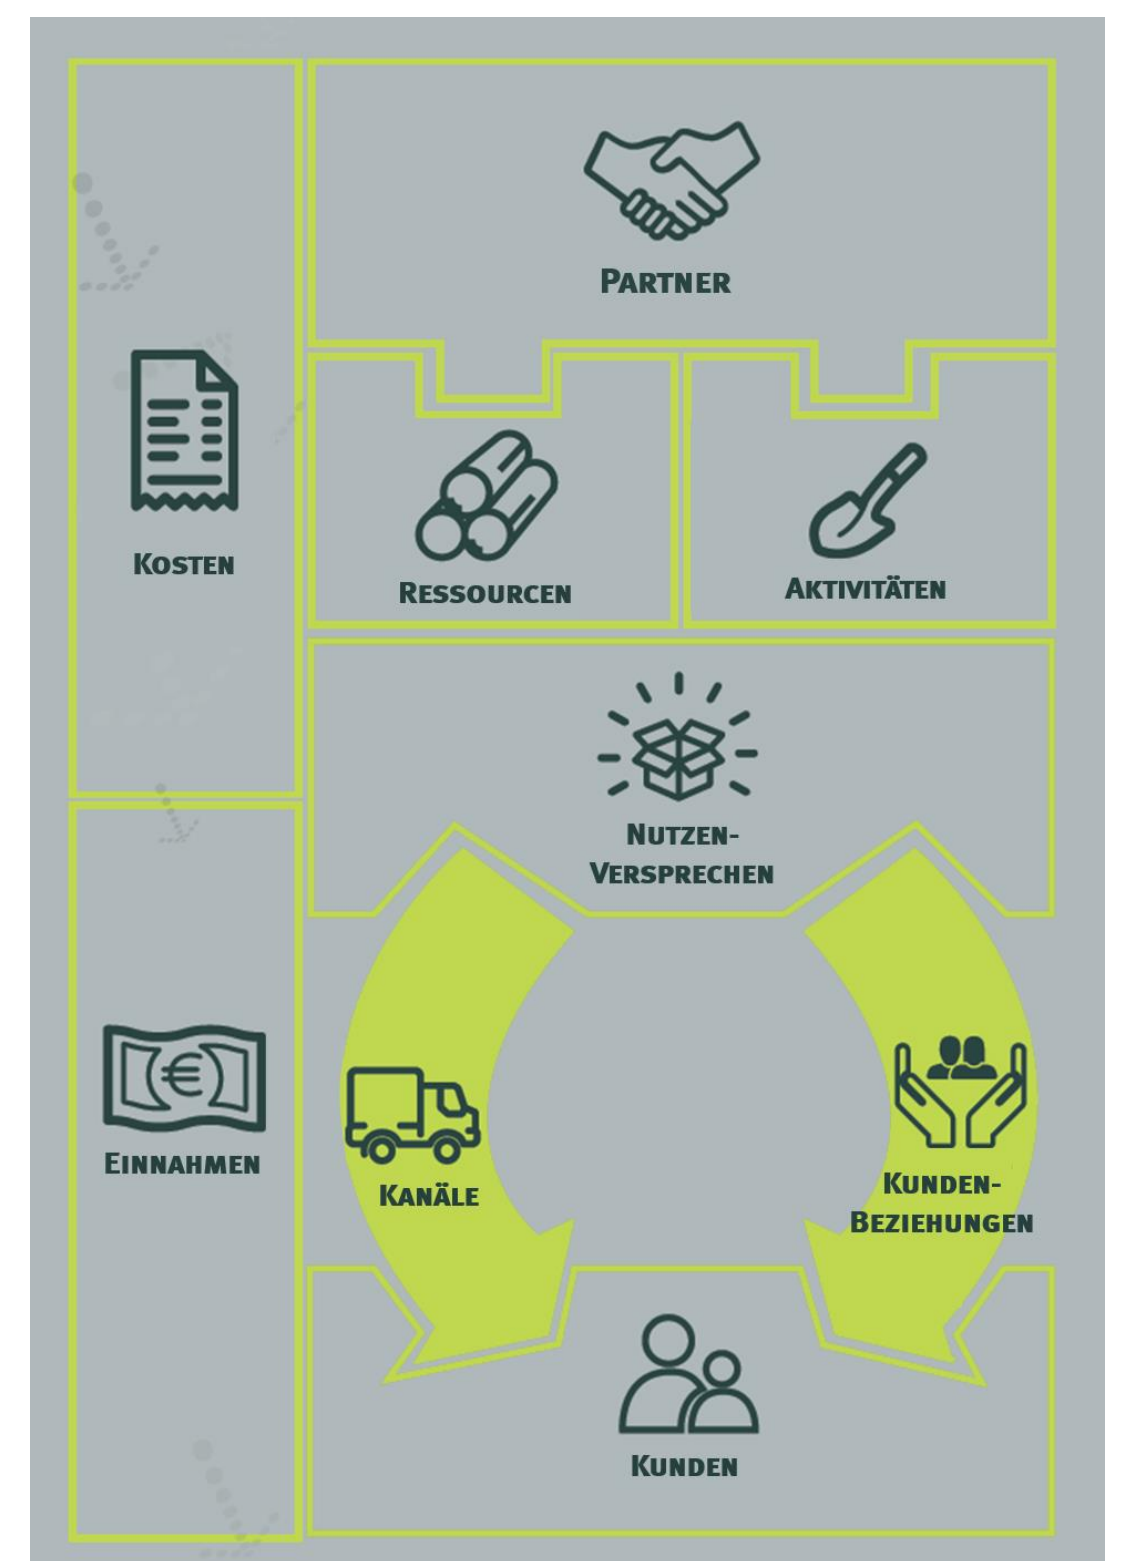 PARTNER
KOSTEN
RESSOURCEN
AKTIVITÄTEN
NUTZEN-
VERSPRECHEN
€
EINNAHMEN
KANÄLE
KUNDEN-
BEZIEHUNGEN
KUNDEN